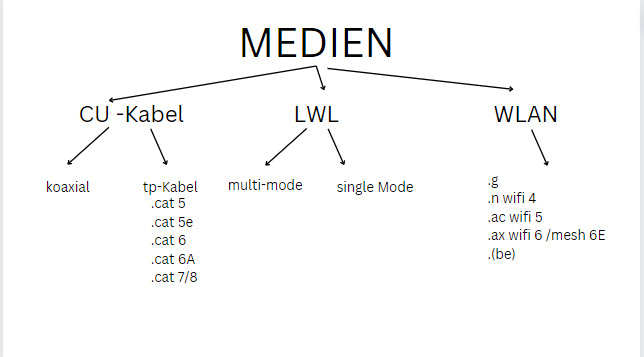 MEDIEN
CU -Kabel
LWL
WLAN
koaxial
tp-Kabel
.cat 5
.cat 5e
.cat 6
.cat 6A
.cat 7/8
multi-mode
single Mode
.g
.n wifi 4
.ac wifi 5
.ax wifi 6 /mesh 6E
.(be)